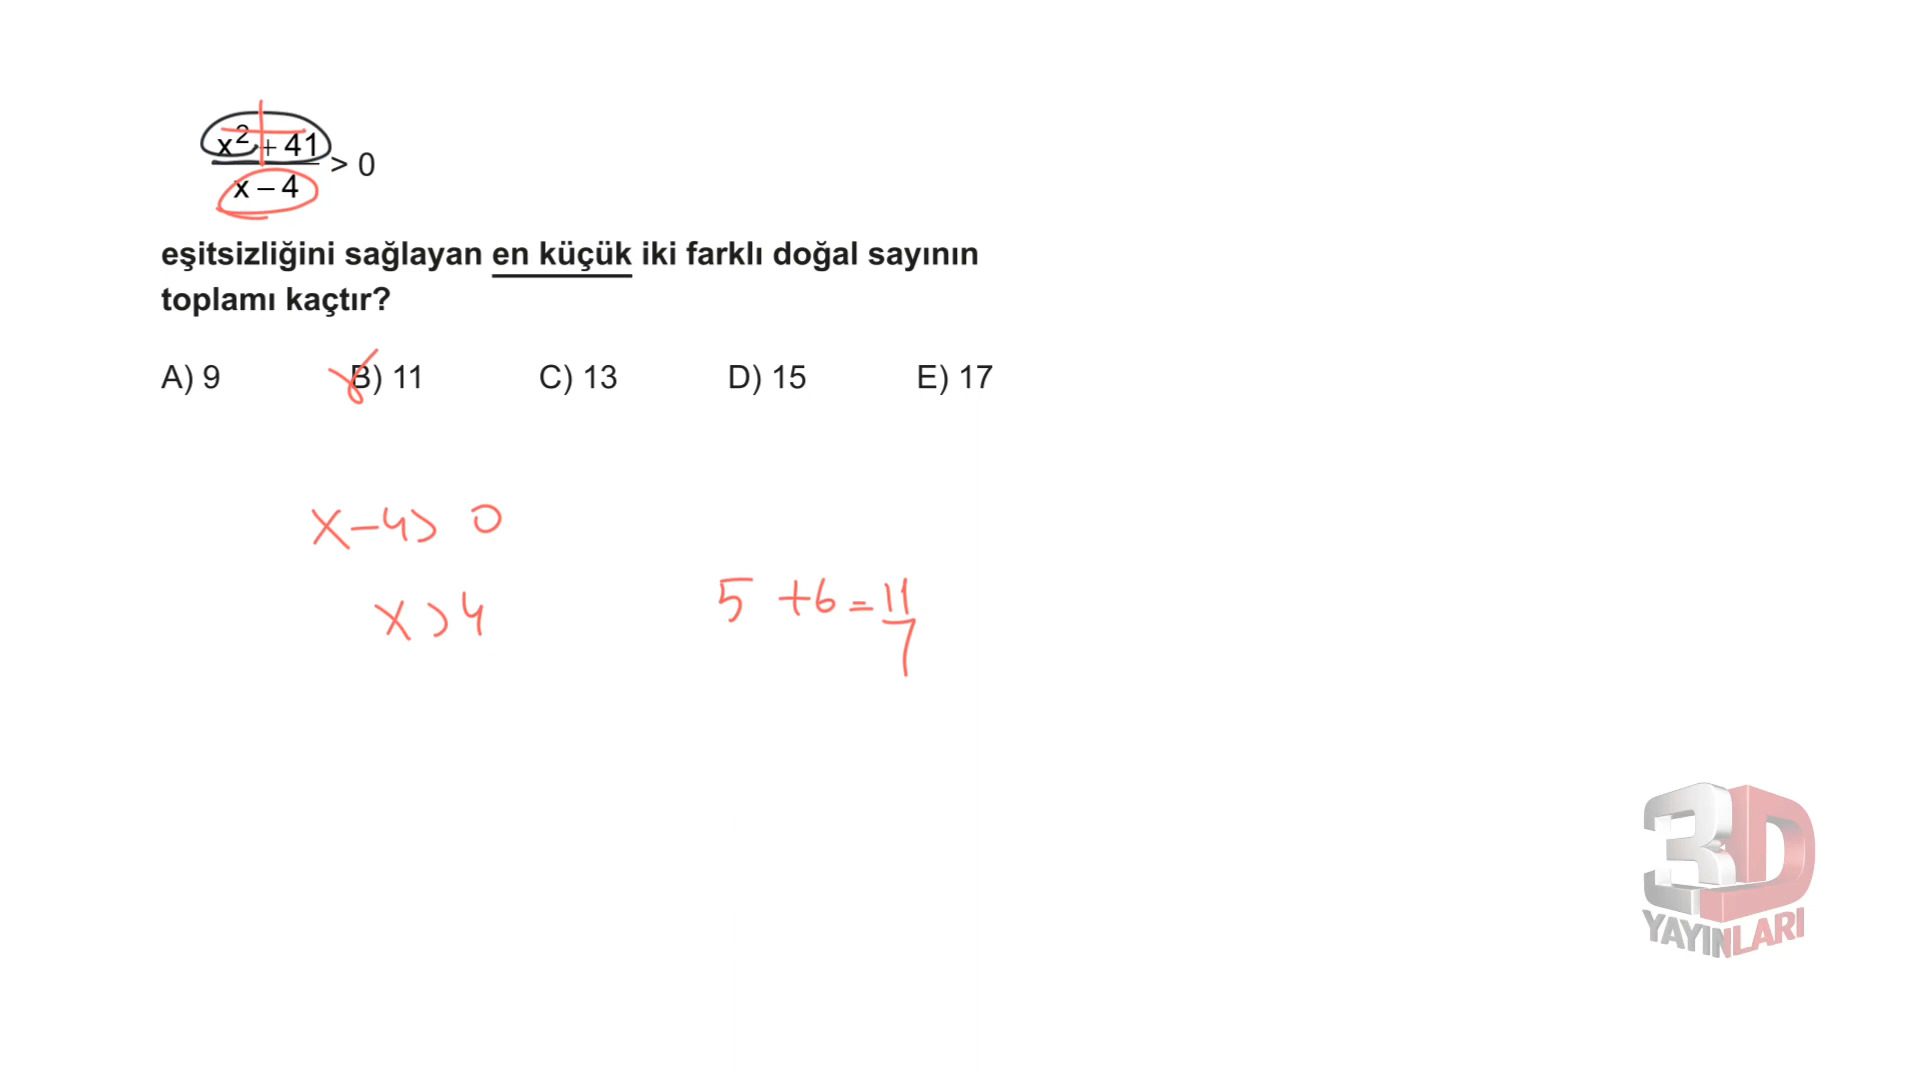 x² + 41
x – 4
> 0
eşitsizliğini sağlayan en küçük iki farklı doğal sayının
toplamı kaçtır?
A) 9 B) 11 C) 13 D) 15 E) 17
x – 4 > 0
x > 4
5 + 6 = 11
3D
YAYINLARI